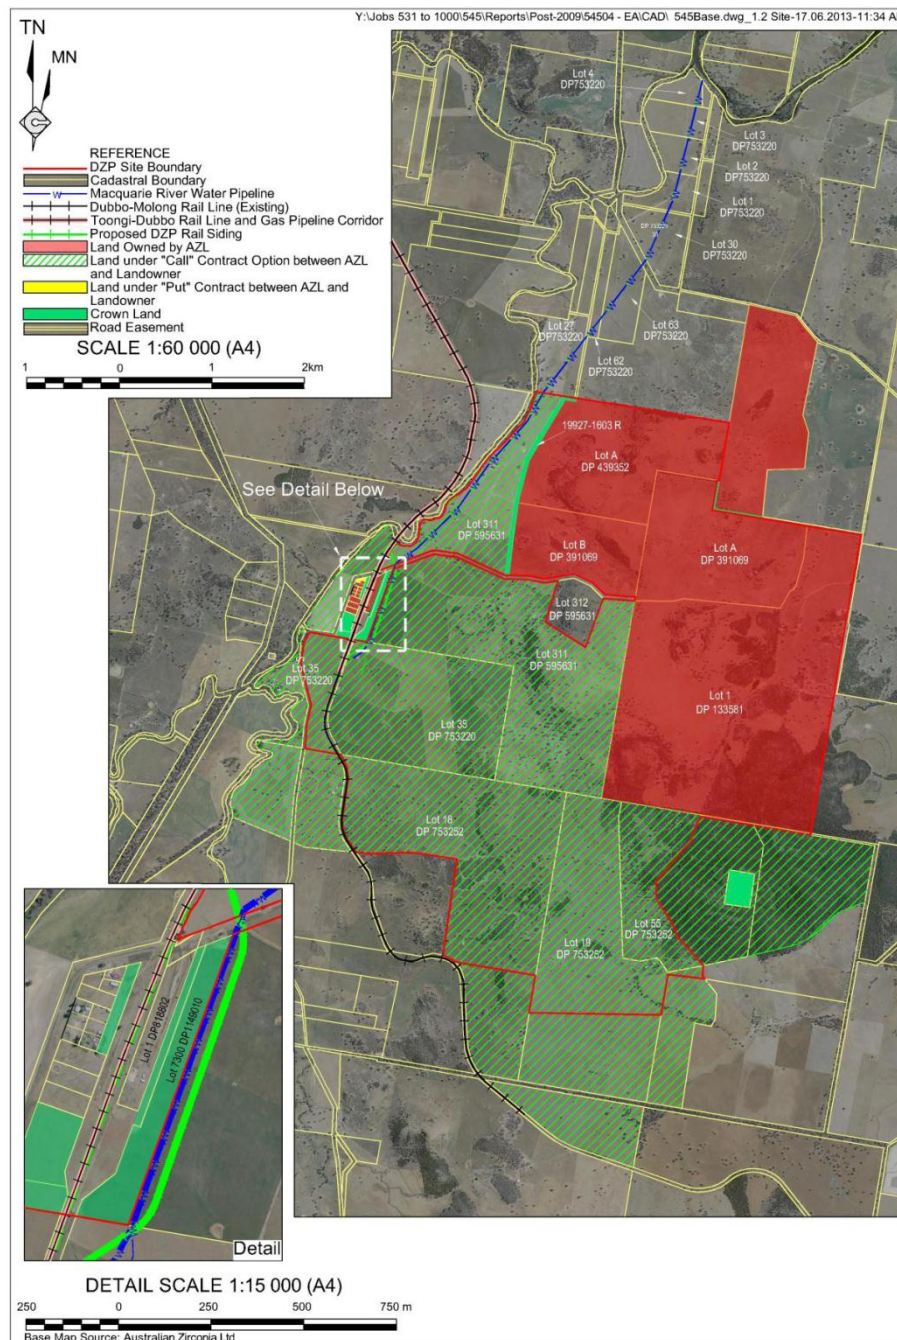 Y:\Jobs 531 to 1000\545\Reports\Post-2009\54504 - EA\CAD\ 545Base.dwg_1.2 Site-17.06.2013-11:34 A
TN
MN
REFERENCE
DZP Site Boundary
Cadastral Boundary
Macquarie River Water Pipeline
Dubbo-Molong Rail Line (Existing)
Toongi-Dubbo Rail Line and Gas Pipeline Corridor
Proposed DZP Rail Siding
Land Owned by AZL
Land under "Call" Contract Option between AZL
and Landowner
Land under "Put" Contract between AZL and
Landowner
Crown Land
Road Easement
SCALE 1:60 000 (A4)
1 0 1 2km
Lot 4
DP753220
Lot 3
DP753220
Lot 2
DP753220
Lot 1
DP753220
Lot 30
DP753220
Lot 63
DP753220
Lot 27
DP753220
Lot 62
DP753220
19927-1603 R
Lot A
DP 439352
See Detail Below
Lot 311
DP 595631
Lot B
DP 391069
Lot A
DP 391069
Lot 312
DP 595631
Lot 311
DP 595631
Lot 35
DP 753220
Lot 1
DP 133581
Lot 35
DP 753220
Lot 18
DP 753252
Lot 55
DP 753252
Lot 19
DP 753252
Lot 1 DP818802
Lot 7300 DP1149010
Detail
DETAIL SCALE 1:15 000 (A4)
250 0 250 500 750 m
Base Map Source: Australian Zirconia Ltd